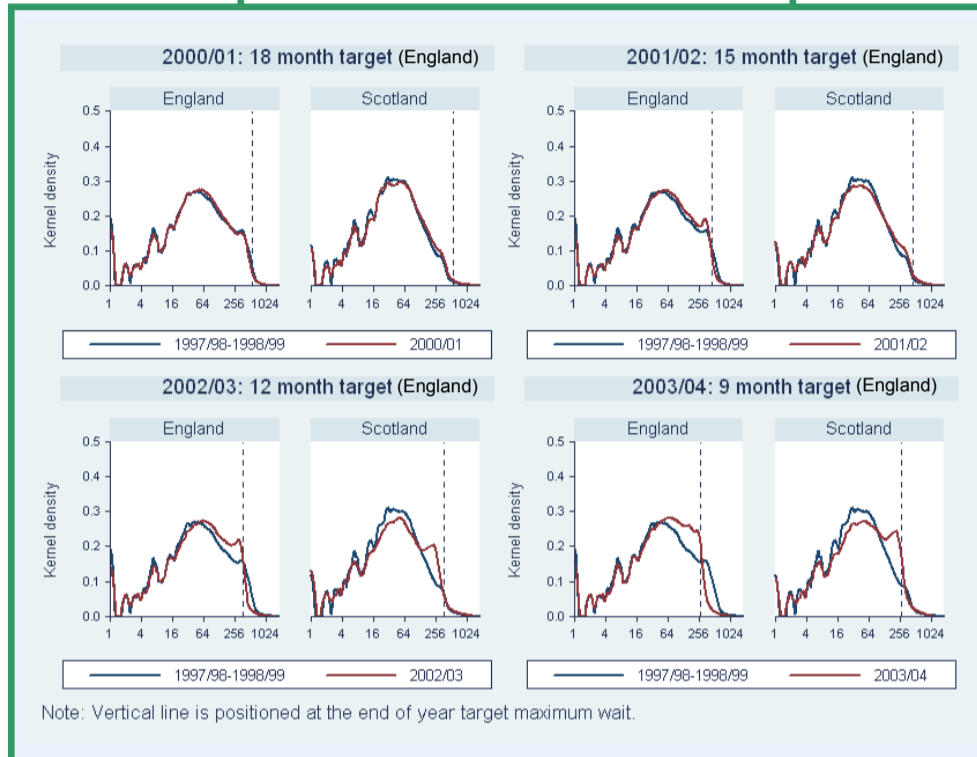 2000/01: 18 month target (England)
England Scotland
Kernel density
0.5
0.4
0.3
0.2
0.1
0.0
1 4 16 64 256 1024 1 4 16 64 256 1024
1997/98-1998/99 2000/01
2001/02: 15 month target (England)
England Scotland
Kernel density
0.5
0.4
0.3
0.2
0.1
0.0
1 4 16 64 256 1024 1 4 16 64 256 1024
1997/98-1998/99 2001/02
2002/03: 12 month target (England)
England Scotland
Kernel density
0.5
0.4
0.3
0.2
0.1
0.0
1 4 16 64 256 1024 1 4 16 64 256 1024
1997/98-1998/99 2002/03
2003/04: 9 month target (England)
England Scotland
Kernel density
0.5
0.4
0.3
0.2
0.1
0.0
1 4 16 64 256 1024 1 4 16 64 256 1024
1997/98-1998/99 2003/04
Note: Vertical line is positioned at the end of year target maximum wait.